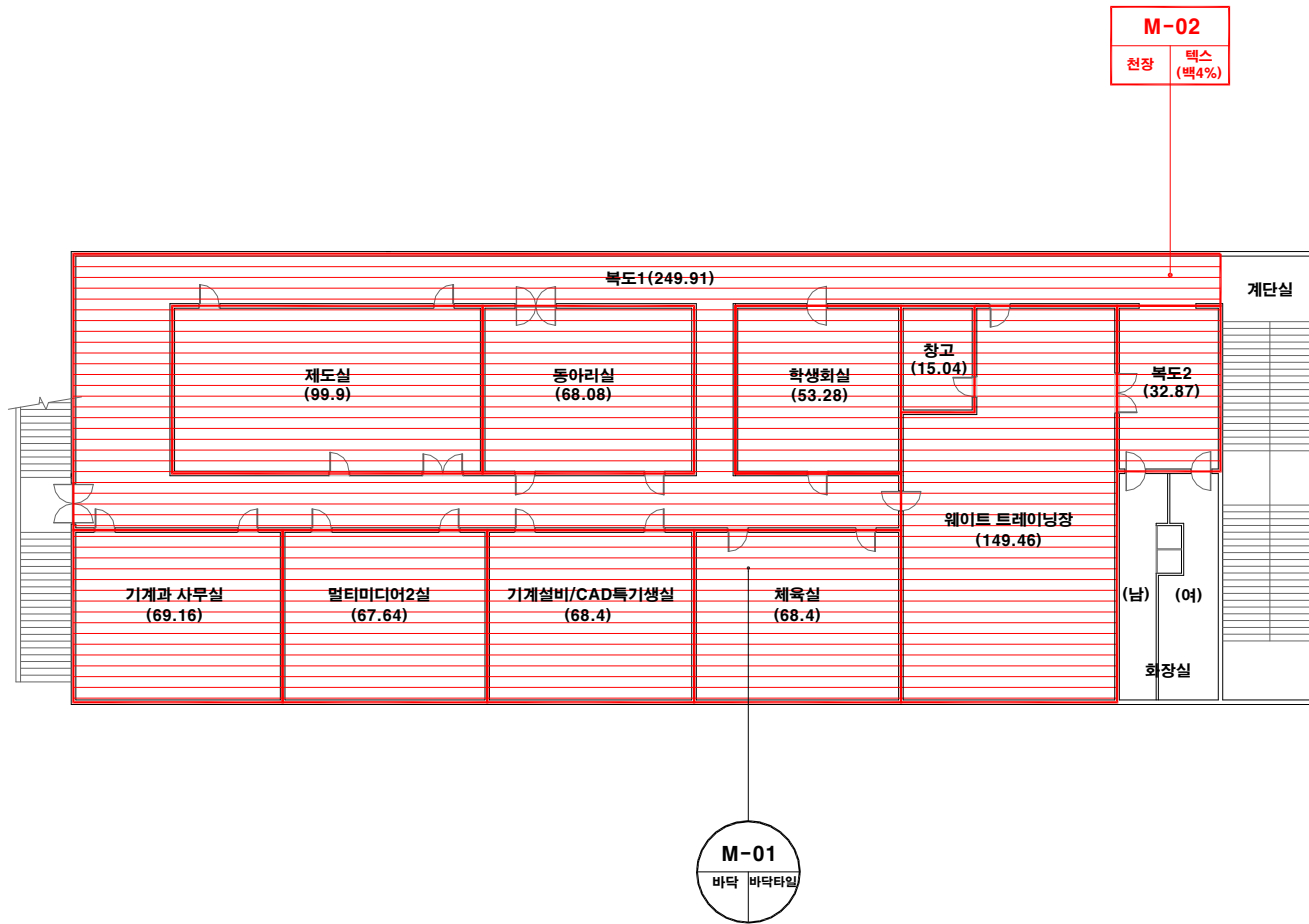 M-02
천장
텍스
(백4%)
복도1(249.91)
계단실
제도실
(99.9)
동아리실
(68.08)
학생회실
(53.28)
창고
(15.04)
복도2
(32.87)
웨이트 트레이닝장
(149.46)
기계과 사무실
(69.16)
멀티미디어2실
(67.64)
기계설비/CAD특기생실
(68.4)
체육실
(68.4)
(남)
(여)
화장실
M-01
바닥
바닥타일